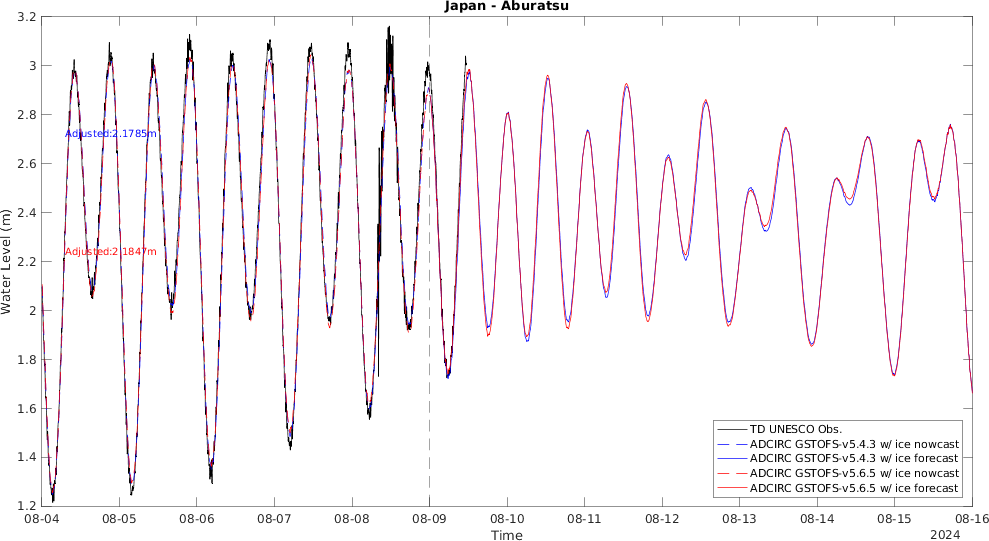 Japan - Aburatsu
3.2
3
2.8
2.6
2.4
2.2
2
1.8
1.6
1.4
1.2
Water Level (m)
Adjusted:2.1785m
Adjusted:2.1847m
TD UNESCO Obs.
ADCIRC GSTOFS-v5.4.3 w/ ice nowcast
ADCIRC GSTOFS-v5.4.3 w/ ice forecast
ADCIRC GSTOFS-v5.6.5 w/ ice nowcast
ADCIRC GSTOFS-v5.6.5 w/ ice forecast
08-04 08-05 08-06 08-07 08-08 08-09 08-10 08-11 08-12 08-13 08-14 08-15 08-16
Time
2024